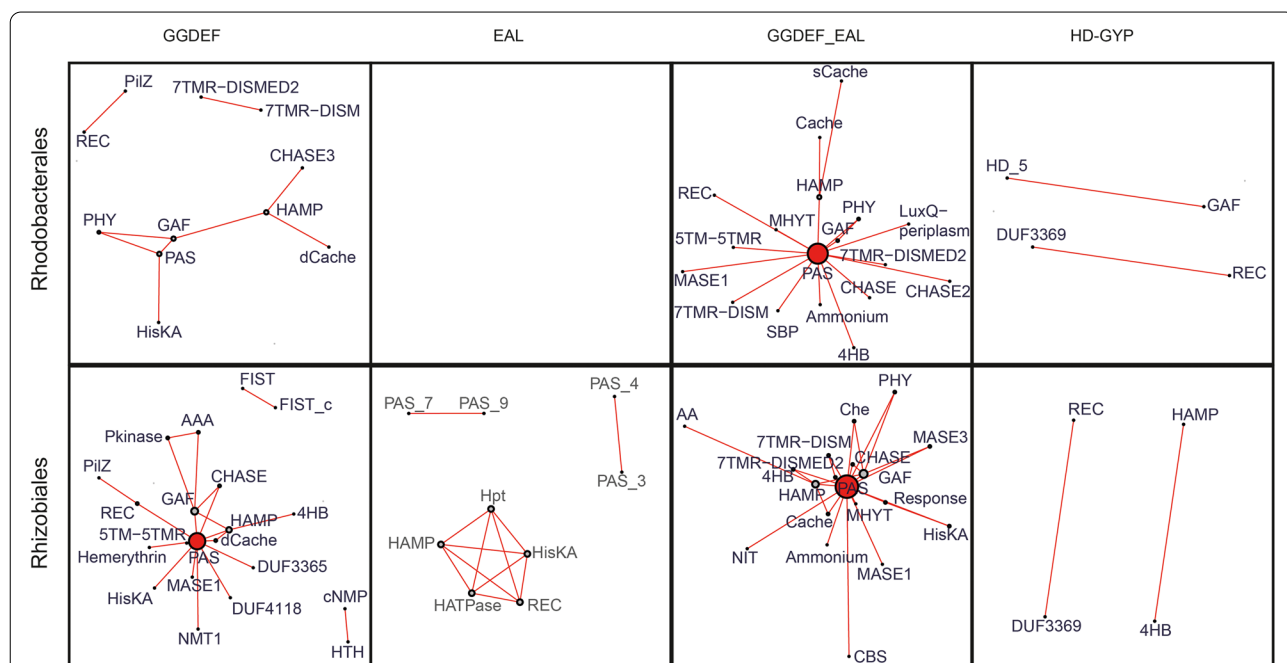 GGDEF
EAL
GGDEF_EAL
HD-GYP
Rhodobacterales
PilZ
REC
7TMR−DISMED2
7TMR−DISM
CHASE3
HAMP
dCache
PHY
GAF
PAS
HisKA
sCache
Cache
HAMP
REC
MHYT
PHY
GAF
LuxQ−
periplasm
5TM−5TMR
7TMR−DISMED2
PAS
MASE1
CHASE
CHASE2
7TMR−DISM
Ammonium
SBP
4HB
HD_5
GAF
DUF3369
REC
Rhizobiales
FIST
FIST_c
AAA
Pkinase
PilZ
CHASE
GAF
REC
HAMP
4HB
5TM−5TMR
dCache
Hemerythrin
PAS
DUF3365
MASE1
HisKA
DUF4118
cNMP
NMT1
HTH
PAS_7
PAS_9
PAS_4
PAS_3
Hpt
HAMP
HisKA
HATPase
REC
PHY
AA
Che
MASE3
7TMR−DISM
CHASE
7TMR−DISMED2
4HB
GAF
PAS
HAMP
Response
MHYT
Cache
HisKA
NIT
Ammonium
MASE1
CBS
REC
HAMP
DUF3369
4HB